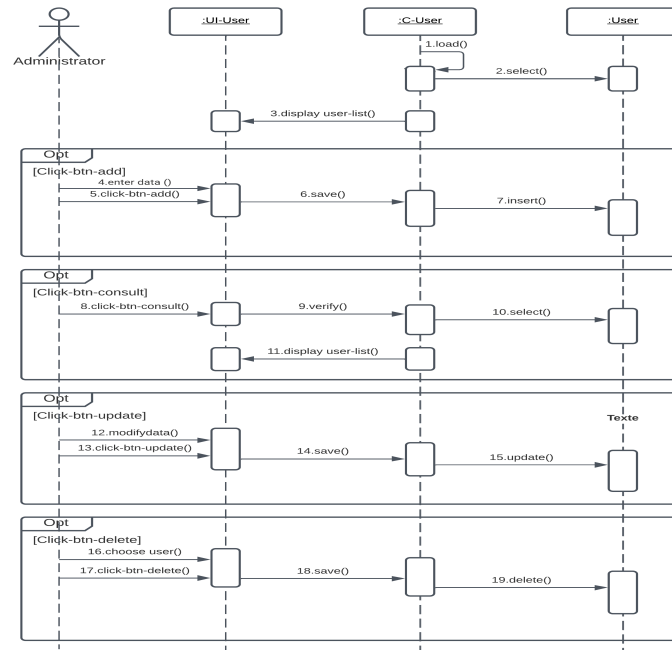 :UI-User
:C-User
:User
Administrator
1.load()
2.select()
3.display user-list()
Opt
[Click-btn-add]
4.enter data ()
5.click-btn-add()
6.save()
7.insert()
Opt
[Click-btn-consult]
8.click-btn-consult()
9.verify()
10.select()
11.display user-list()
Opt
[Click-btn-update]
Texte
12.modifydata()
13.click-btn-update()
14.save()
15.update()
Opt
[Click-btn-delete]
16.choose user()
17.click-btn-delete()
18.save()
19.delete()